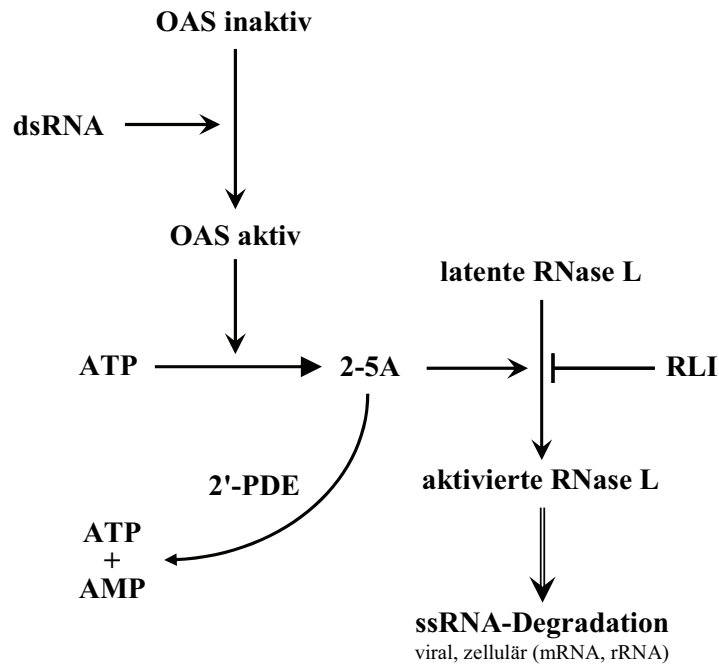 OAS inaktiv
dsRNA
OAS aktiv
latente RNase L
ATP
2-5A
RLI
2'-PDE
aktivierte RNase L
ATP
+
AMP
ssRNA-Degradation
viral, zellulär (mRNA, rRNA)